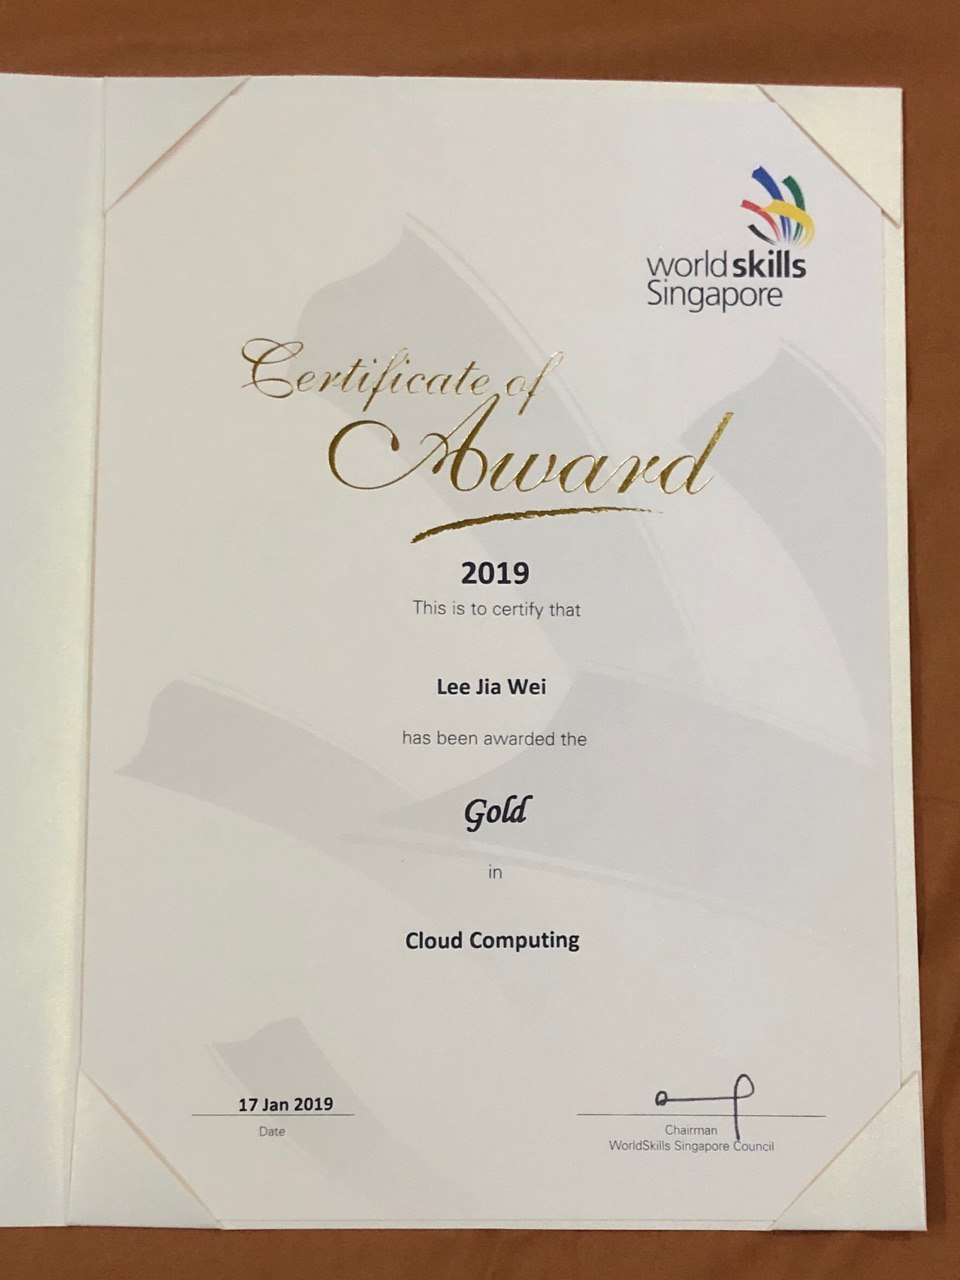 worldskills
Singapore
Certificate of
Award
2019
This is to certify that
Lee Jia Wei
has been awarded the
Gold
in
Cloud Computing
17 Jan 2019
Date
Chairman
WorldSkills Singapore Council